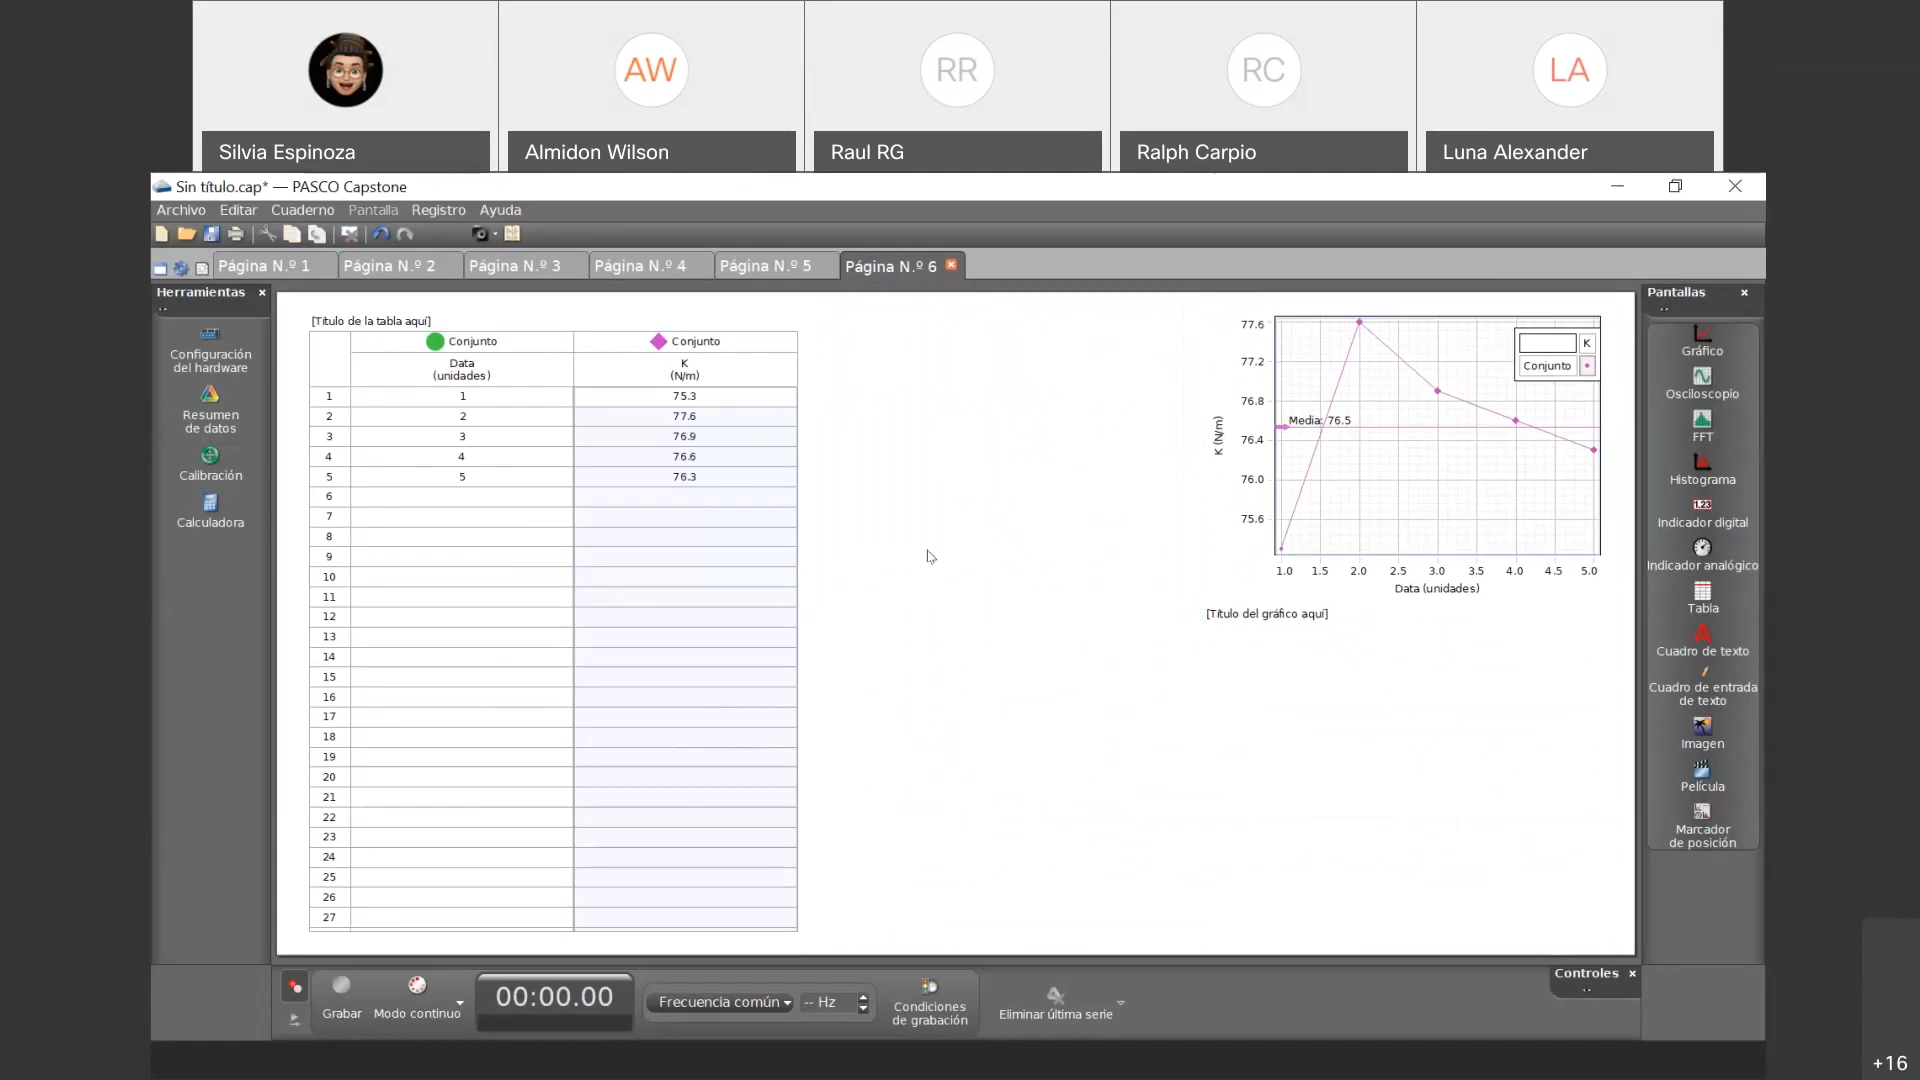 AW
RR
RC
LA
Silvia Espinoza
Almidon Wilson
Raul RG
Ralph Carpio
Luna Alexander
Sin título.cap* — PASCO Capstone
Archivo Editar Cuaderno Pantalla Registro Ayuda
Página N.º 1
Página N.º 2
Página N.º 3
Página N.º 4
Página N.º 5
Página N.º 6
Herramientas
Configuración
del hardware
Resumen
de datos
Calibración
Calculadora
[Título de la tabla aquí]
Conjunto Conjunto
Data K
(unidades) (N/m)
1 1 75.3
2 2 77.6
3 3 76.9
4 4 76.6
5 5 76.3
6
7
8
9
10
11
12
13
14
15
16
17
18
19
20
21
22
23
24
25
26
27
77.6
77.2
76.8
76.4
76.0
75.6
K (N/m)
Media: 76.5
K
Conjunto
1.0 1.5 2.0 2.5 3.0 3.5 4.0 4.5 5.0
Data (unidades)
[Título del gráfico aquí]
Pantallas
Gráfico
Osciloscopio
FFT
Histograma
1.23
Indicador digital
Indicador analógico
Tabla
A
Cuadro de texto
Cuadro de entrada
de texto
Imagen
Película
Marcador
de posición
Grabar
Modo continuo
00:00.00
Frecuencia común
-- Hz
Condiciones
de grabación
Eliminar última serie
Controles
+16